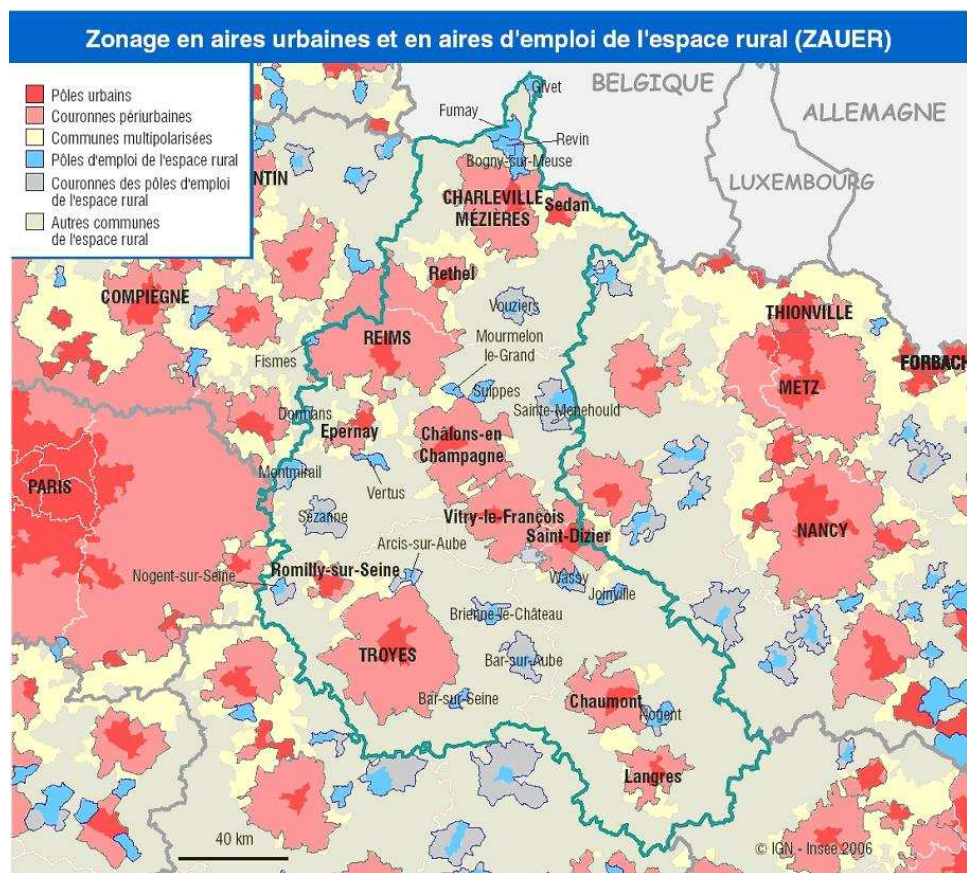 Zonage en aires urbaines et en aires d'emploi de l'espace rural (ZAUER)
Pôles urbains
Couronnes périurbaines
Communes multipolarisées
Pôles d'emploi de l'espace rural
Couronnes des pôles d'emploi
de l'espace rural
Autres communes
de l'espace rural
BELGIQUE
ALLEMAGNE
LUXEMBOURG
Givet
Fumay
Revin
Bogny-sur-Meuse
NTIN
CHARLEVILLE
MÉZIÈRES
Sedan
Rethel
COMPIEGNE
Vouziers
THIONVILLE
REIMS
Mourmelon
le-Grand
Fismes
FORBACH
METZ
Suippes
Sainte-Menehould
Dormans
Epernay
Châlons-en
Champagne
Montmirail
PARIS
Vertus
Sézanne
Vitry-le-François
NANCY
Saint-Dizier
Arcis-sur-Aube
Romilly-sur-Seine
Nogent-sur-Seine
Wassy
Joinville
Brienne-le-Château
TROYES
Bar-sur-Aube
Bar-sur-Seine
Chaumont
Nogent
Langres
40 km
© IGN - Insee 2006